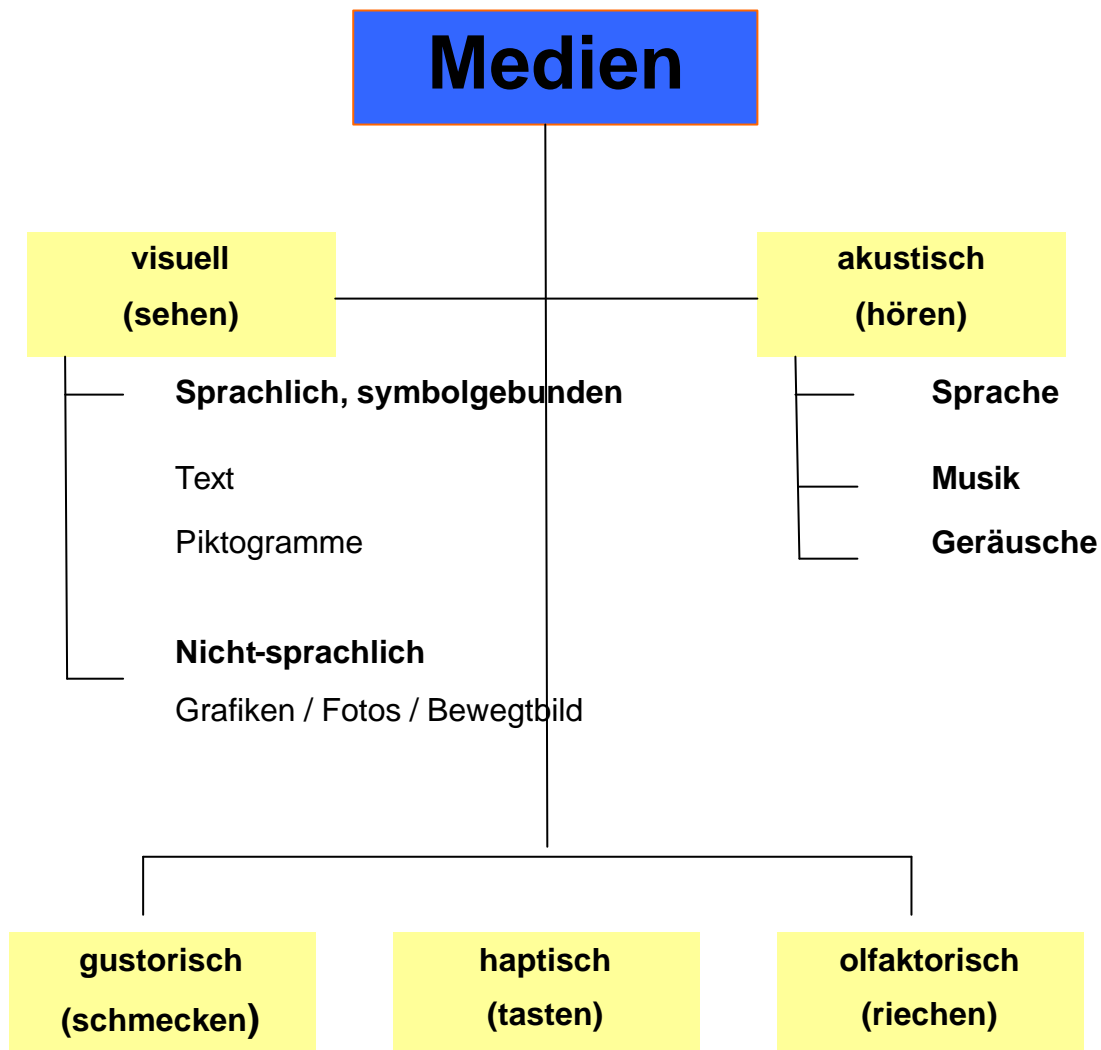 Medien
visuell
(sehen)
akustisch
(hören)
Sprachlich, symbolgebunden
Text
Piktogramme
Nicht-sprachlich
Grafiken / Fotos / Bewegtbild
Sprache
Musik
Geräusche
gustorisch
(schmecken)
haptisch
(tasten)
olfaktorisch
(riechen)